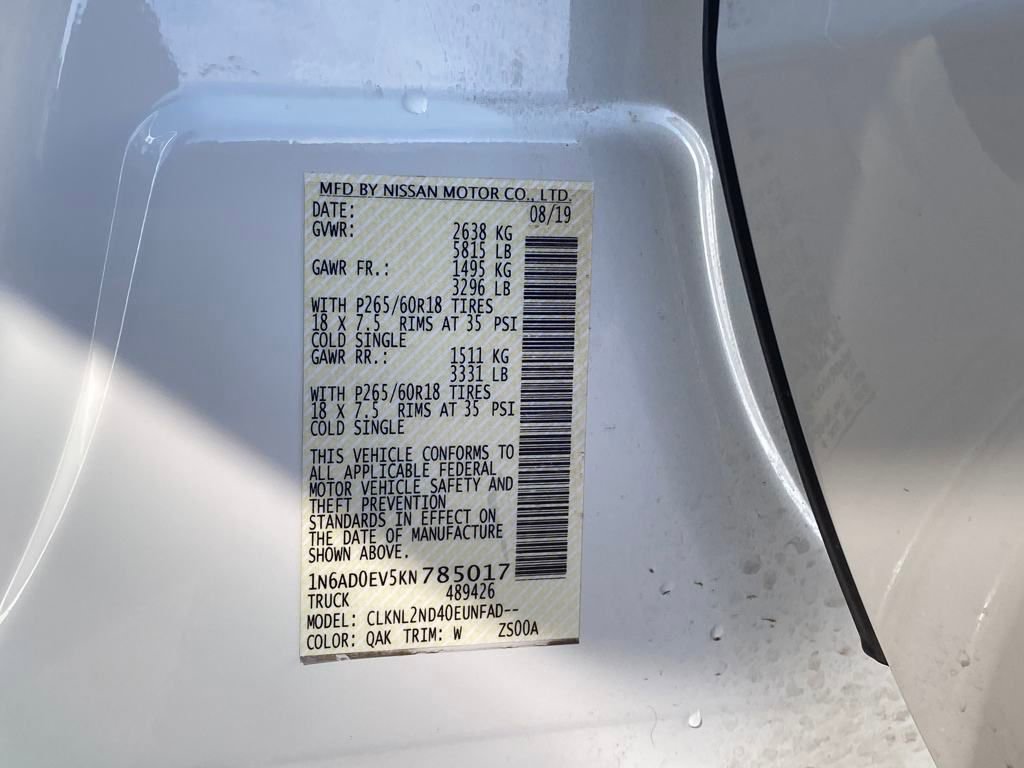 MFD BY NISSAN MOTOR CO., LTD.
DATE: 08/19
GVWR: 2638 KG
5815 LB
GAWR FR.: 1495 KG
3296 LB
WITH P265/60R18 TIRES
18 X 7.5 RIMS AT 35 PSI
COLD SINGLE
GAWR RR.: 1511 KG
3331 LB
WITH P265/60R18 TIRES
18 X 7.5 RIMS AT 35 PSI
COLD SINGLE
THIS VEHICLE CONFORMS TO
ALL APPLICABLE FEDERAL
MOTOR VEHICLE SAFETY AND
THEFT PREVENTION
STANDARDS IN EFFECT ON
THE DATE OF MANUFACTURE
SHOWN ABOVE.
1N6AD0EV5KN785017
TRUCK 489426
MODEL: CLKNL2ND40EUNFAD--
COLOR: QAK TRIM: W ZS00A